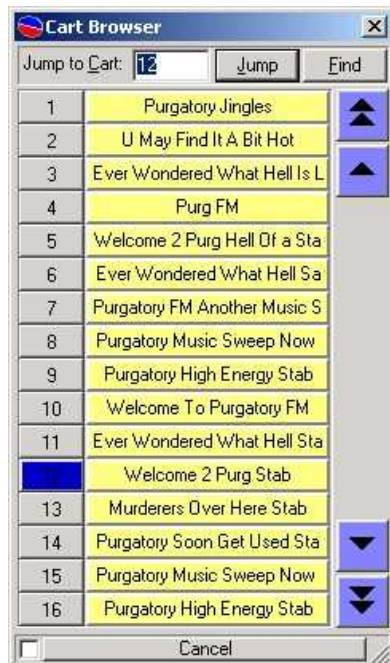 Cart Browser
Jump to Cart: 12 Jump Find
1 Purgatory Jingles
2 U May Find It A Bit Hot
3 Ever Wondered What Hell Is L
4 Purg FM
5 Welcome 2 Purg Hell Of a Sta
6 Ever Wondered What Hell Sa
7 Purgatory FM Another Music S
8 Purgatory Music Sweep Now
9 Purgatory High Energy Stab
10 Welcome To Purgatory FM
11 Ever Wondered What Hell Sta
12 Welcome 2 Purg Stab
13 Murderers Over Here Stab
14 Purgatory Soon Get Used Sta
15 Purgatory Music Sweep Now
16 Purgatory High Energy Stab
Cancel